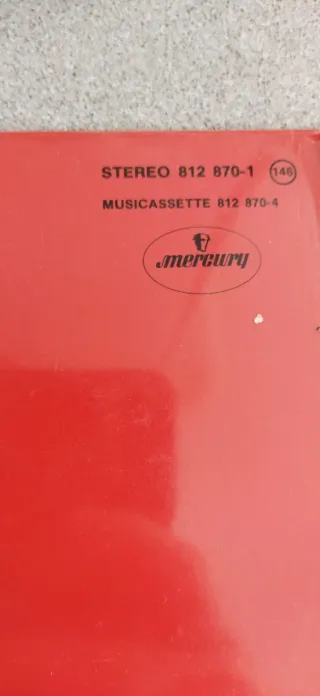 STEREO 812 870-1 146
MUSICASSETTE 812 870-4
mercury